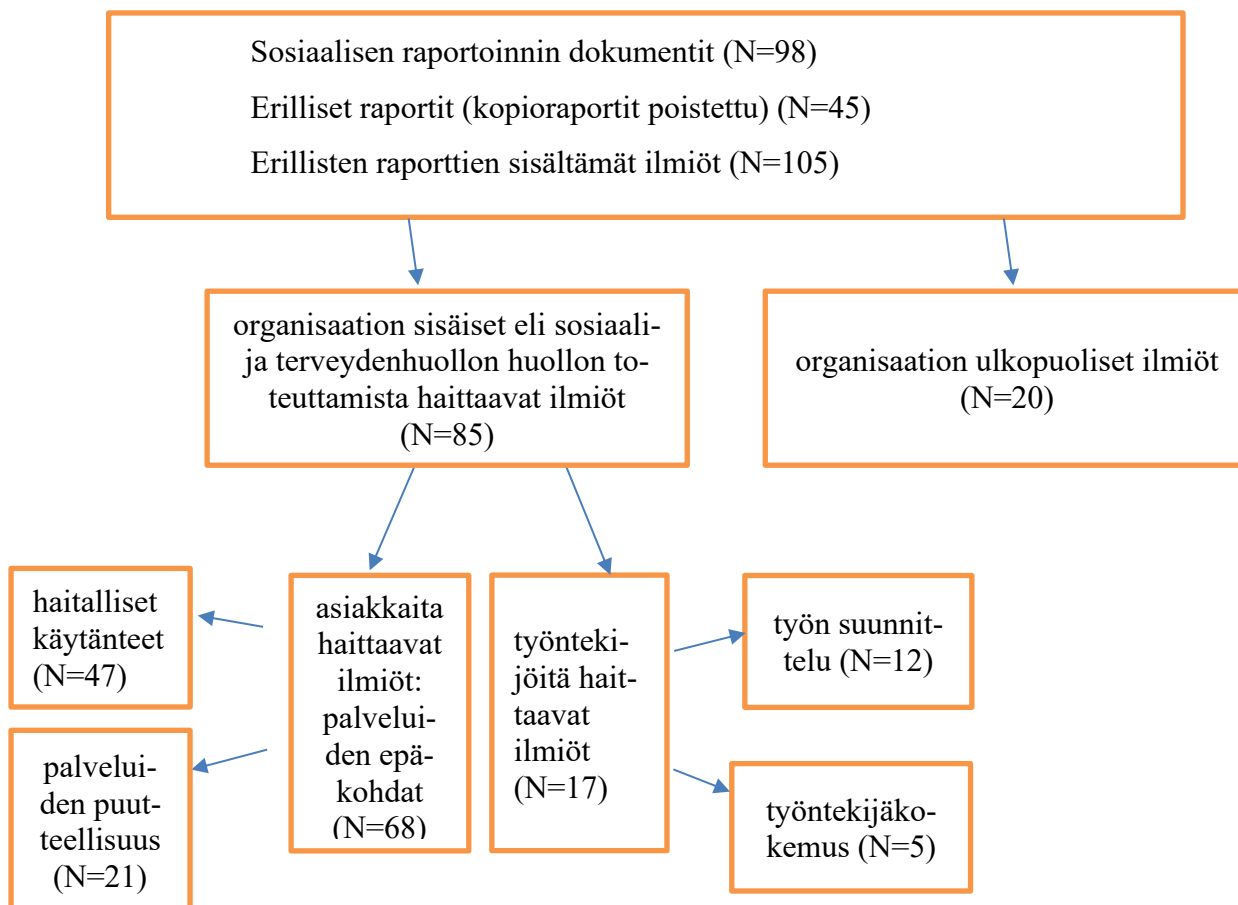 Sosiaalisen raportoinnin dokumentit (N=98)
Erilliset raportit (kopioraportit poistettu) (N=45)
Erillisten raporttien sisältämät ilmiöt (N=105)
organisaation sisäiset eli sosiaali-
ja terveydenhuollon huollon to-
teuttamista haittaavat ilmiöt
(N=85)
organisaation ulkopuoliset ilmiöt
(N=20)
haitalliset
käytänteet
(N=47)
palvelui-
den puut-
teellisuus
(N=21)
asiakkaita
haittaavat
ilmiöt:
palvelui-
den epä-
kohdat
(N=68)
työnteki-
jöitä hait-
taavat
ilmiöt
(N=17)
työn suunnit-
telu (N=12)
työntekijäko-
kemus (N=5)